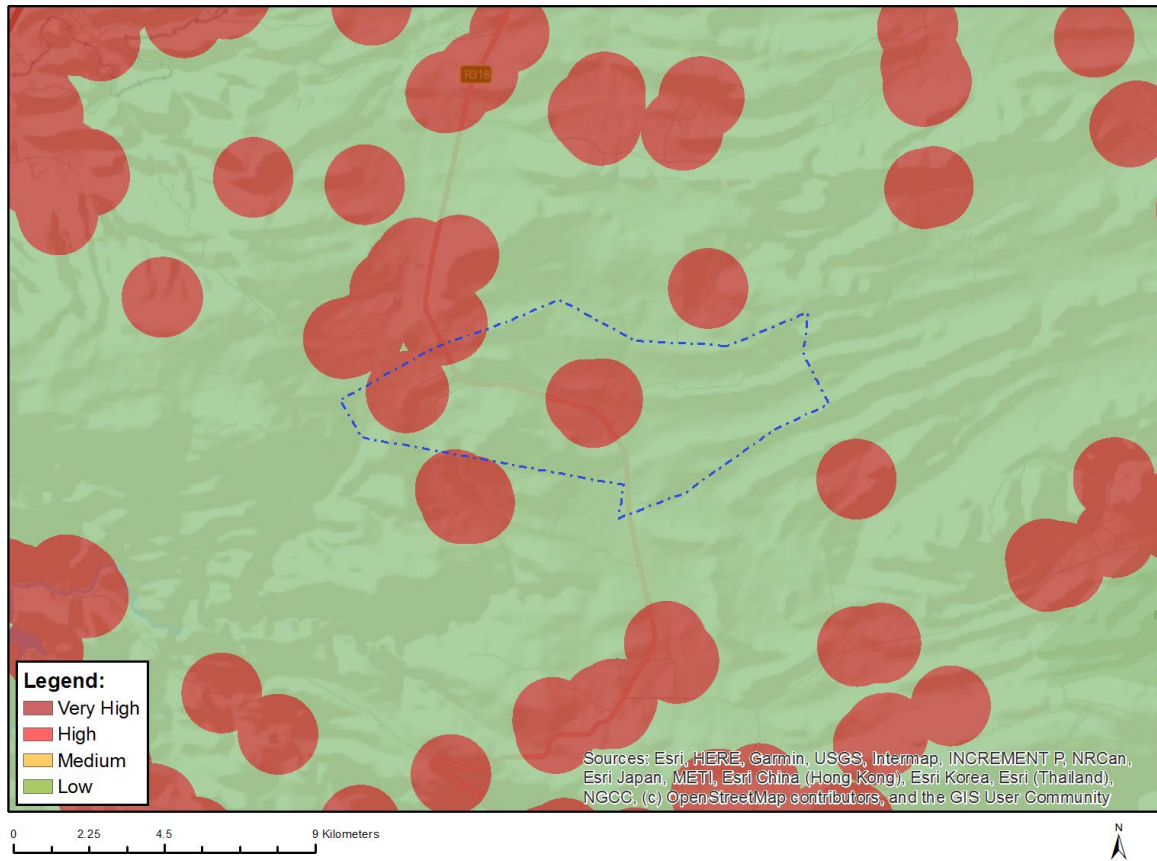 R318
Legend:
Very High
High
Medium
Low
Sources: Esri, HERE, Garmin, USGS, Intermap, INCREMENT P, NRCan,
Esri Japan, METI, Esri China (Hong Kong), Esri Korea, Esri (Thailand),
NGCC, (c) OpenStreetMap contributors, and the GIS User Community
0 2.25 4.5 9 Kilometers
N